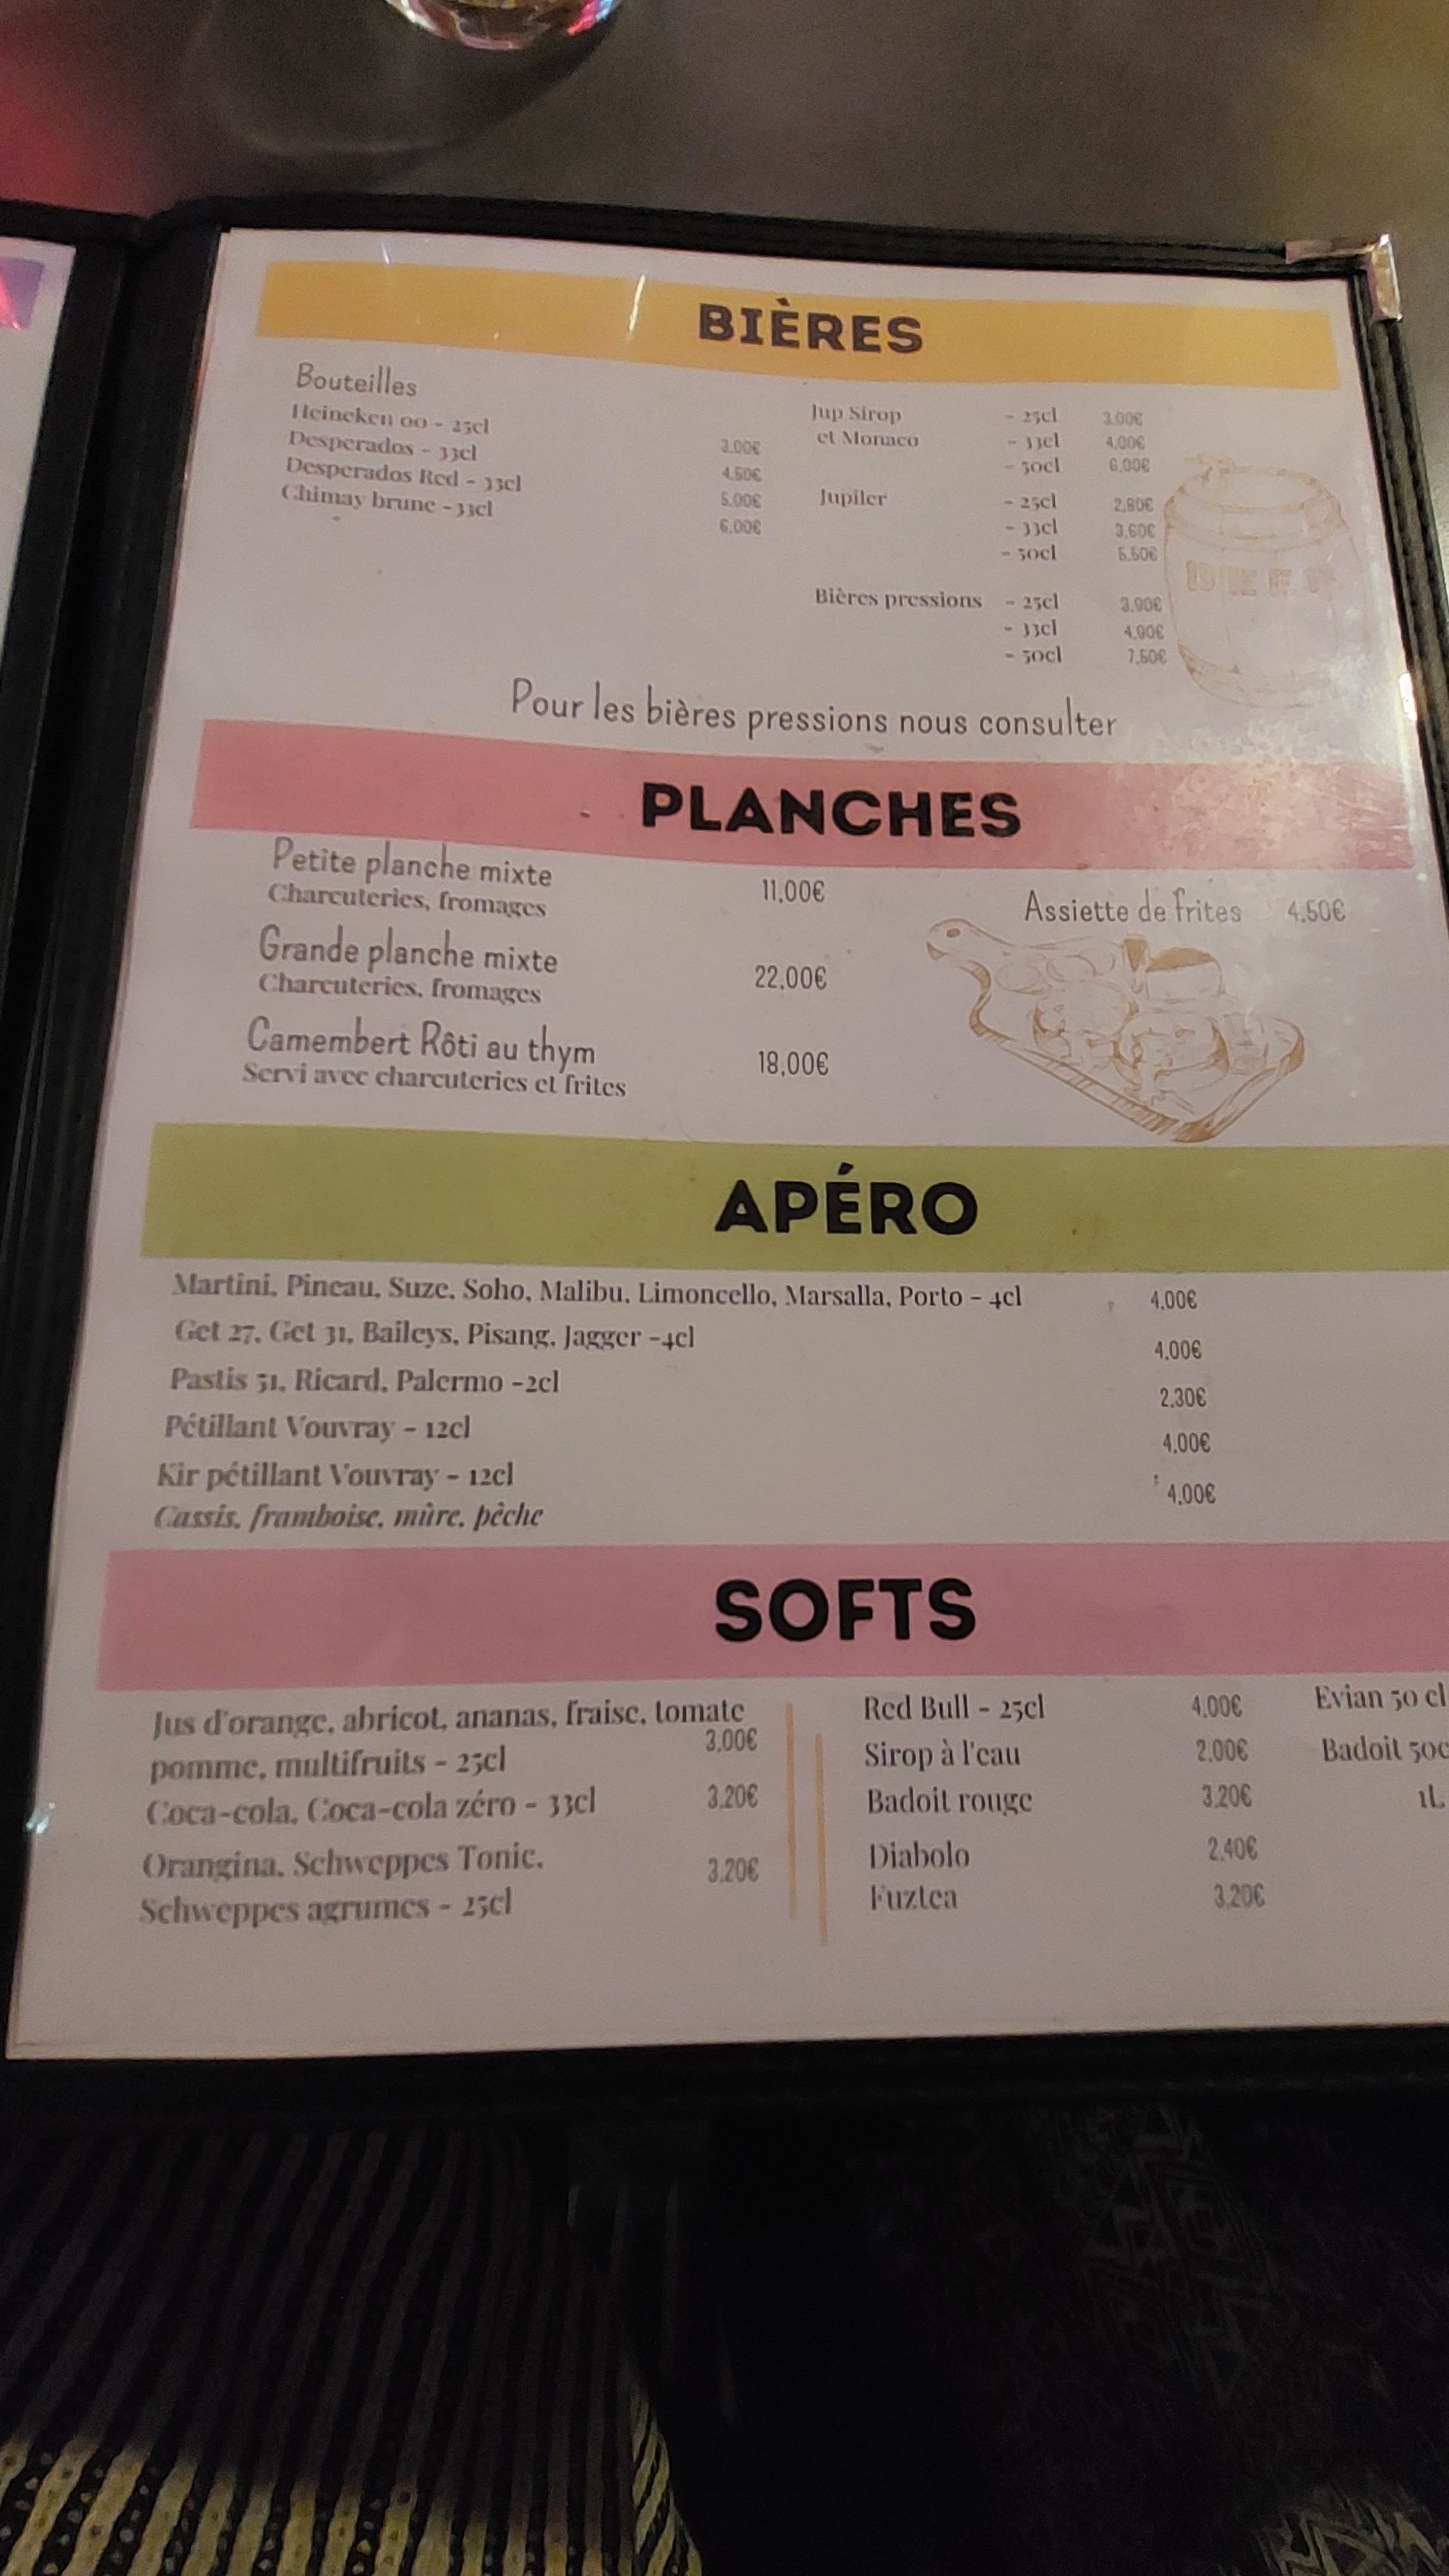 BIÈRES
Bouteilles
Heineken 00 - 25cl 3.00€
Desperados - 33cl 4.50€
Desperados Red - 33cl 5.00€
Chimay brune -33cl 6.00€
Jup Sirop - 25cl 3.00€
et Monaco - 33cl 4.00€
- 50cl 6.00€
Jupiler - 25cl 2,80€
- 33cl 3,60€
- 50cl 5,50€
BEER
Bières pressions - 25cl 3.90€
- 33cl 4.90€
- 50cl 7,50€
Pour les bières pressions nous consulter
PLANCHES
Petite planche mixte 11,00€
Charcuteries, fromages
Assiette de frites 4.50€
Grande planche mixte 22,00€
Charcuteries, fromages
Camembert Rôti au thym 18,00€
Servi avec charcuteries et frites
APÉRO
Martini, Pineau, Suze, Soho, Malibu, Limoncello, Marsalla, Porto - 4cl 4,00€
Get 27, Get 31, Baileys, Pisang, Jagger -4cl 4,00€
Pastis 51, Ricard, Palermo -2cl 2,30€
Pétillant Vouvray - 12cl 4,00€
Kir pétillant Vouvray - 12cl 4,00€
Cassis, framboise, mûre, pêche
SOFTS
Jus d'orange, abricot, ananas, fraise, tomate
pomme, multifruits - 25cl 3,00€
Coca-cola, Coca-cola zéro - 33cl 3,20€
Orangina, Schweppes Tonic, 3,20€
Schweppes agrumes - 25cl
Red Bull - 25cl 4,00€
Sirop à l'eau 2,00€
Badoit rouge 3,20€
Diabolo 2,40€
Fuztea 3,20€
Evian 50 cl
Badoit 50c
1L